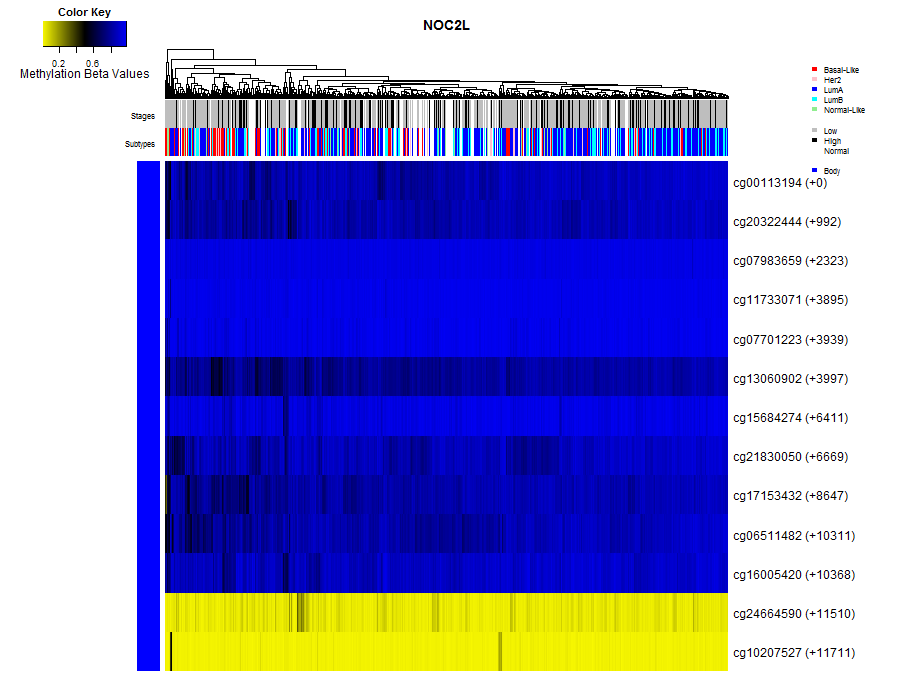 Color Key
NOC2L
0.2 0.6
Methylation Beta Values
Basal-Like
Her2
LumA
LumB
Normal-Like
Low
High
Normal
Body
Stages
Subtypes
cg00113194 (+0)
cg20322444 (+992)
cg07983659 (+2323)
cg11733071 (+3895)
cg07701223 (+3939)
cg13060902 (+3997)
cg15684274 (+6411)
cg21830050 (+6669)
cg17153432 (+8647)
cg06511482 (+10311)
cg16005420 (+10368)
cg24664590 (+11510)
cg10207527 (+11711)